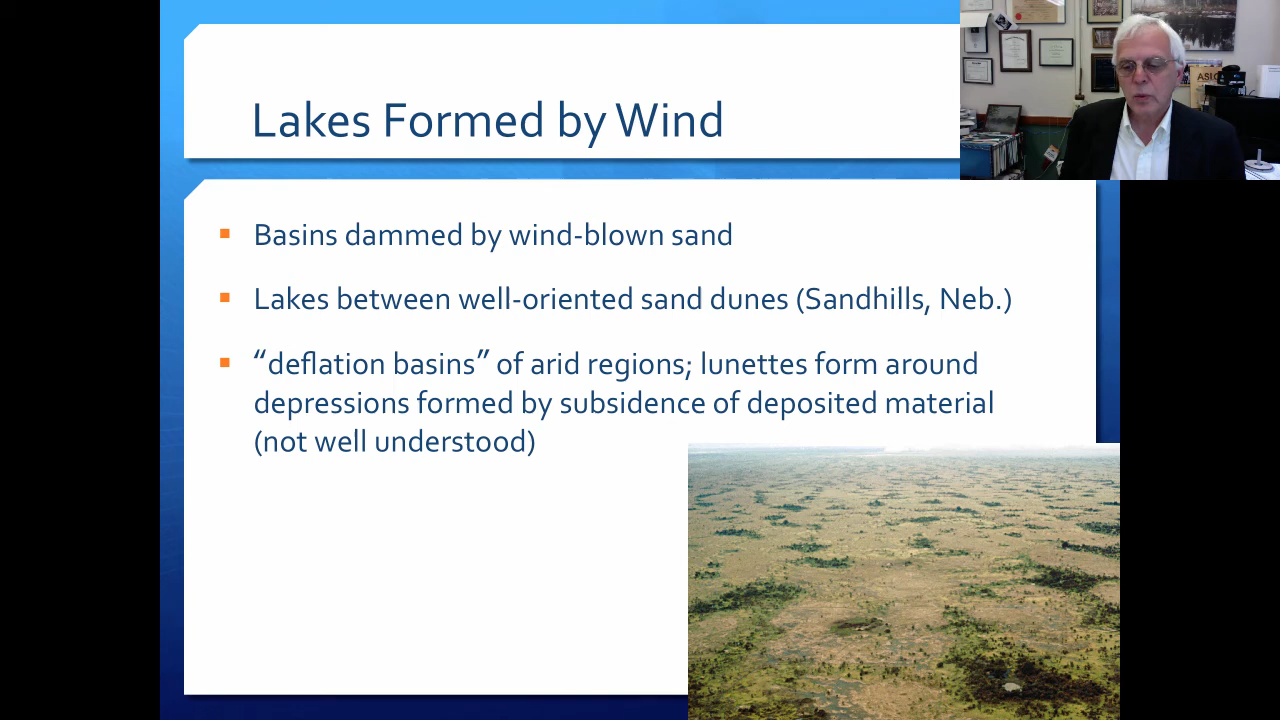 Lakes Formed by Wind
Basins dammed by wind-blown sand
Lakes between well-oriented sand dunes (Sandhills, Neb.)
“deflation basins” of arid regions; lunettes form around
depressions formed by subsidence of deposited material
(not well understood)